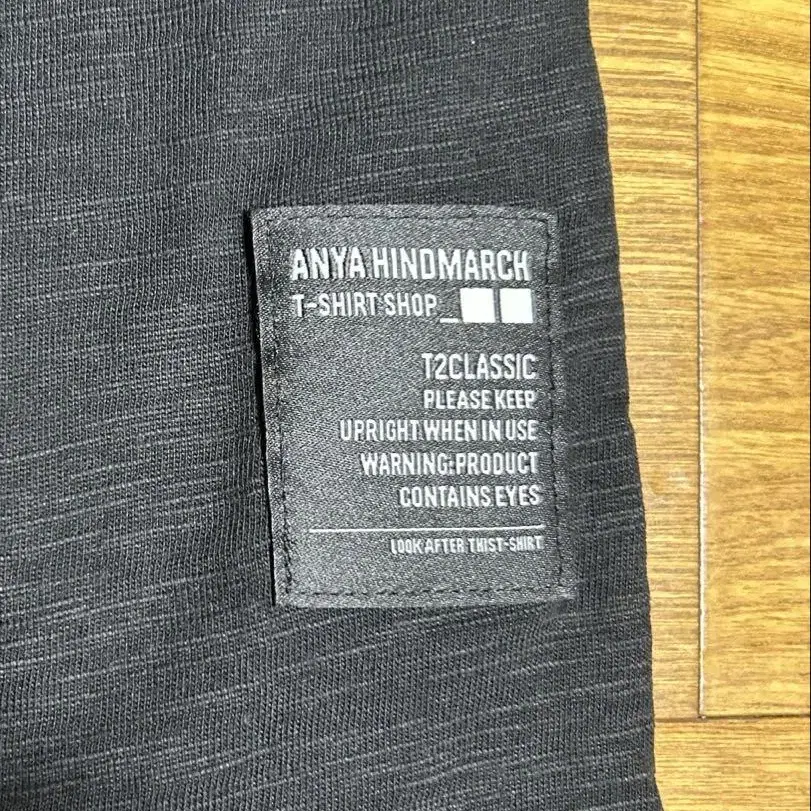 ANYA HINDMARCH
T-SHIRT SHOP_
T2CLASSIC
PLEASE KEEP
UPRIGHT WHEN IN USE
WARNING:PRODUCT
CONTAINS EYES
LOOK AFTER THIST-SHIRT